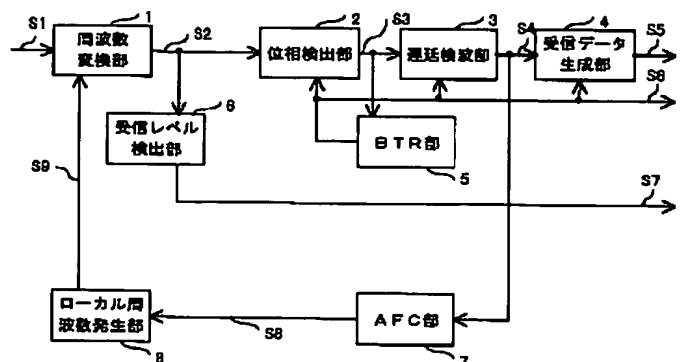 1
2
3
4
S1
周波数
変換部
S2
位相検出部
S3
遅延検波部
S4
受信データ
生成部
S5
S6
6
受信レベル
検出部
BTR部
5
S9
S7
ローカル周
波数発生部
8
S8
AFC部
7